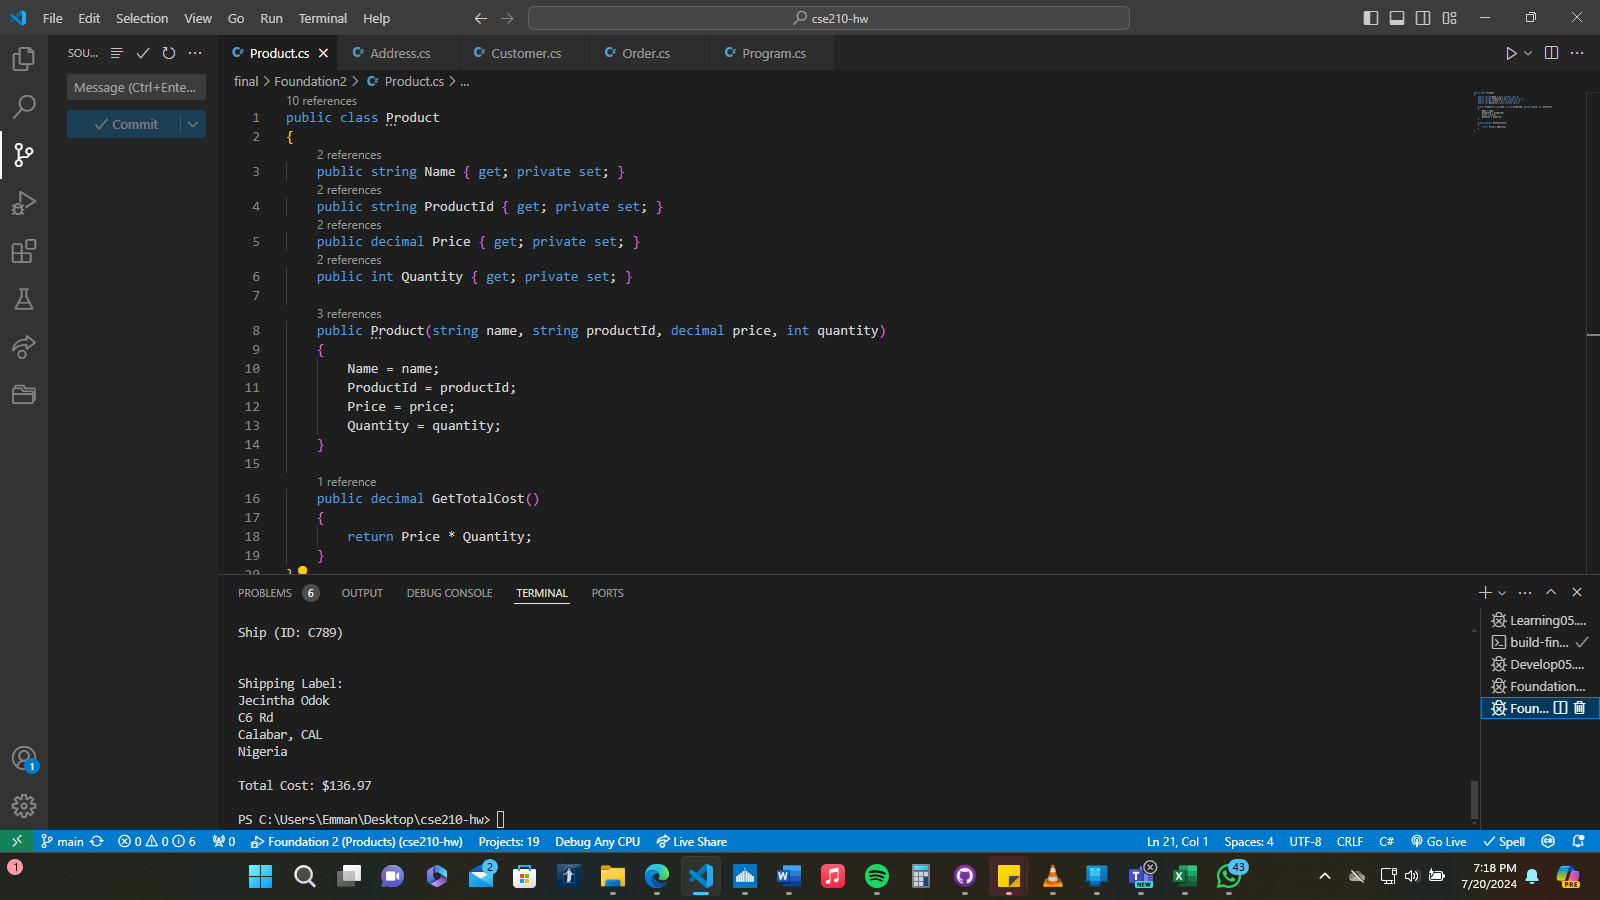 File Edit Selection View Go Run Terminal Help
cse210-hw
SOU...
Product.cs
Address.cs
Customer.cs
Order.cs
Program.cs
Message (Ctrl+Ente...
Commit
final > Foundation2 > Product.cs > ...
10 references
1 public class Product
2 {
2 references
3 public string Name { get; private set; }
2 references
4 public string ProductId { get; private set; }
2 references
5 public decimal Price { get; private set; }
2 references
6 public int Quantity { get; private set; }
7
3 references
8 public Product(string name, string productId, decimal price, int quantity)
9 {
10 Name = name;
11 ProductId = productId;
12 Price = price;
13 Quantity = quantity;
14 }
15
1 reference
16 public decimal GetTotalCost()
17 {
18 return Price * Quantity;
19 }
20 }
PROBLEMS 6 OUTPUT DEBUG CONSOLE TERMINAL PORTS
Ship (ID: C789)
Shipping Label:
Jecintha Odok
C6 Rd
Calabar, CAL
Nigeria
Total Cost: $136.97
PS C:\Users\Emman\Desktop\cse210-hw>
Learning05....
build-fin...
Develop05....
Foundation...
Foun...
1
main 0 0 6 0 Foundation 2 (Products) (cse210-hw) Projects: 19 Debug Any CPU Live Share
Ln 21, Col 1 Spaces: 4 UTF-8 CRLF C# Go Live Spell
1
2
NEW
43
7:18 PM
7/20/2024
PRE